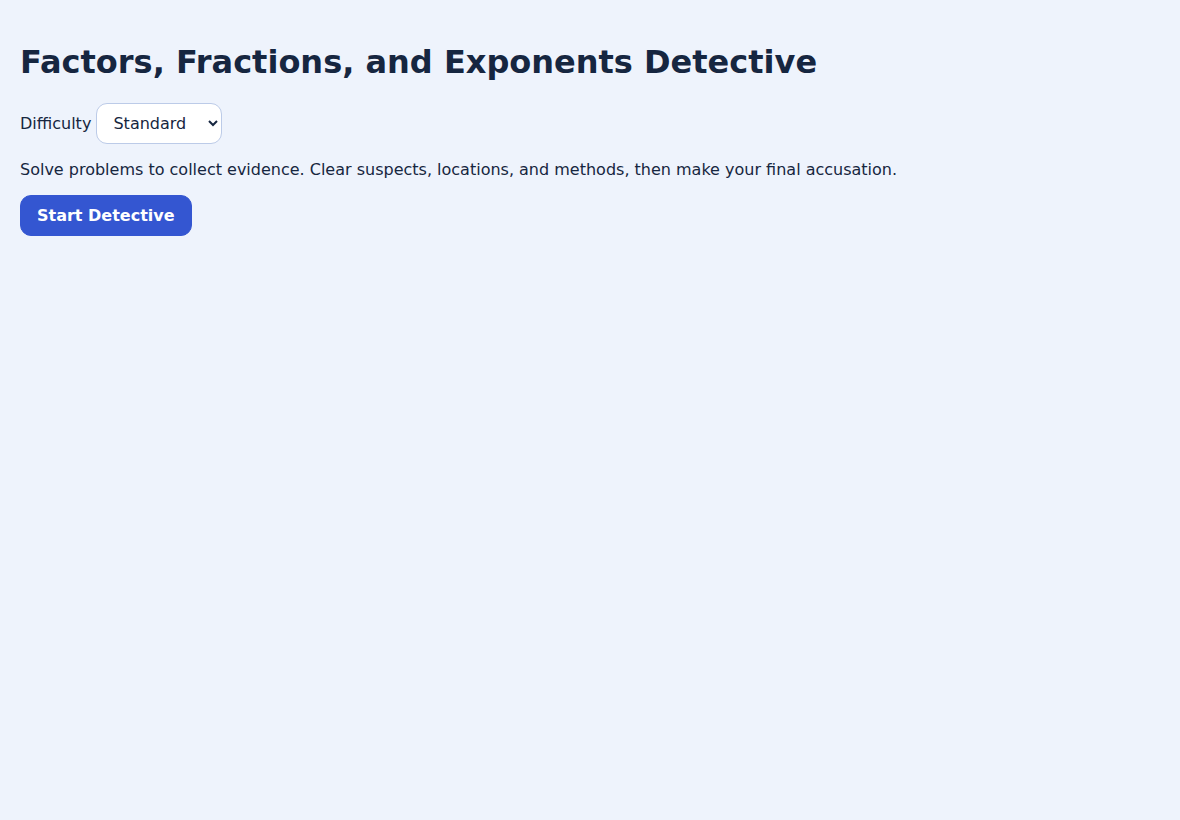 Factors, Fractions, and Exponents Detective
Difficulty Standard
Solve problems to collect evidence. Clear suspects, locations, and methods, then make your final accusation.
Start Detective